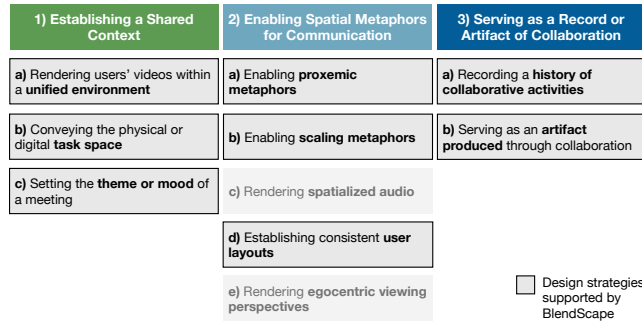 1) Establishing a Shared
Context
a) Rendering users' videos within
a unified environment
b) Conveying the physical or
digital task space
c) Setting the theme or mood of
a meeting
2) Enabling Spatial Metaphors
for Communication
a) Enabling proxemic
metaphors
b) Enabling scaling metaphors
c) Rendering spatialized audio
d) Establishing consistent user
layouts
e) Rendering egocentric viewing
perspectives
3) Serving as a Record or
Artifact of Collaboration
a) Recording a history of
collaborative activities
b) Serving as an artifact
produced through collaboration
Design strategies
supported by
BlendScape